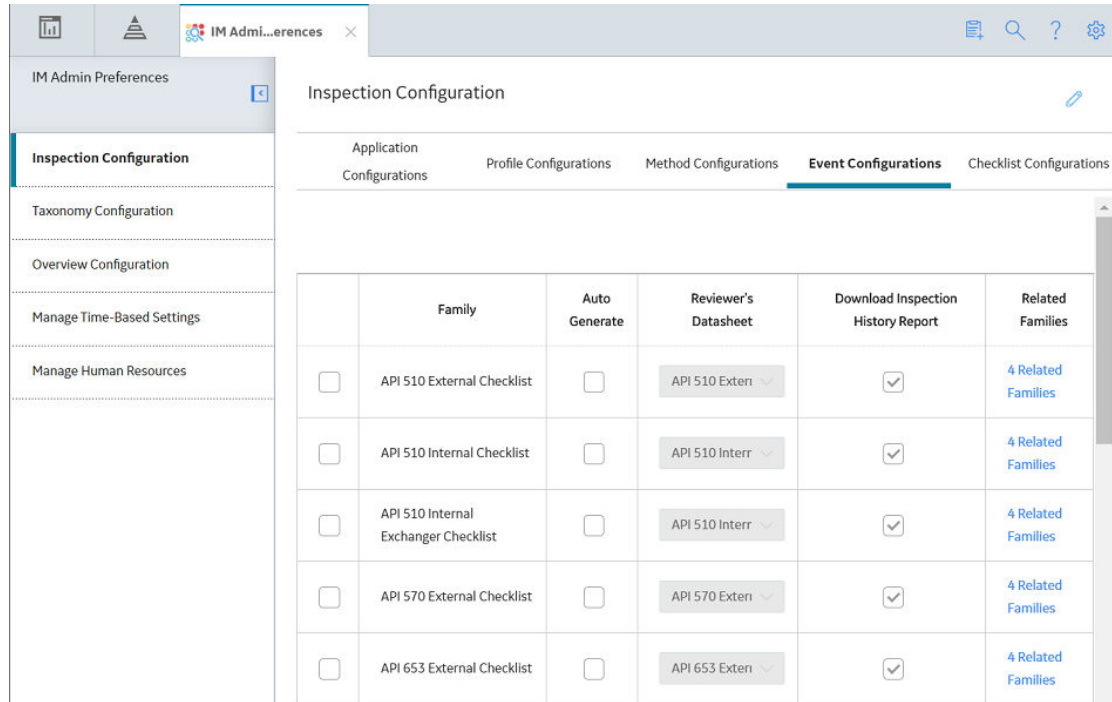 IM Admi...erences
IM Admin Preferences
Inspection Configuration
Taxonomy Configuration
Overview Configuration
Manage Time-Based Settings
Manage Human Resources
Inspection Configuration
Application
Configurations
Profile Configurations
Method Configurations
Event Configurations
Checklist Configurations
Family
Auto
Generate
Reviewer's
Datasheet
Download Inspection
History Report
Related
Families
API 510 External Checklist
API 510 Exteri
4 Related
Families
API 510 Internal Checklist
API 510 Interr
4 Related
Families
API 510 Internal
Exchanger Checklist
API 510 Interr
4 Related
Families
API 570 External Checklist
API 570 Exteri
4 Related
Families
API 653 External Checklist
API 653 Exteri
4 Related
Families